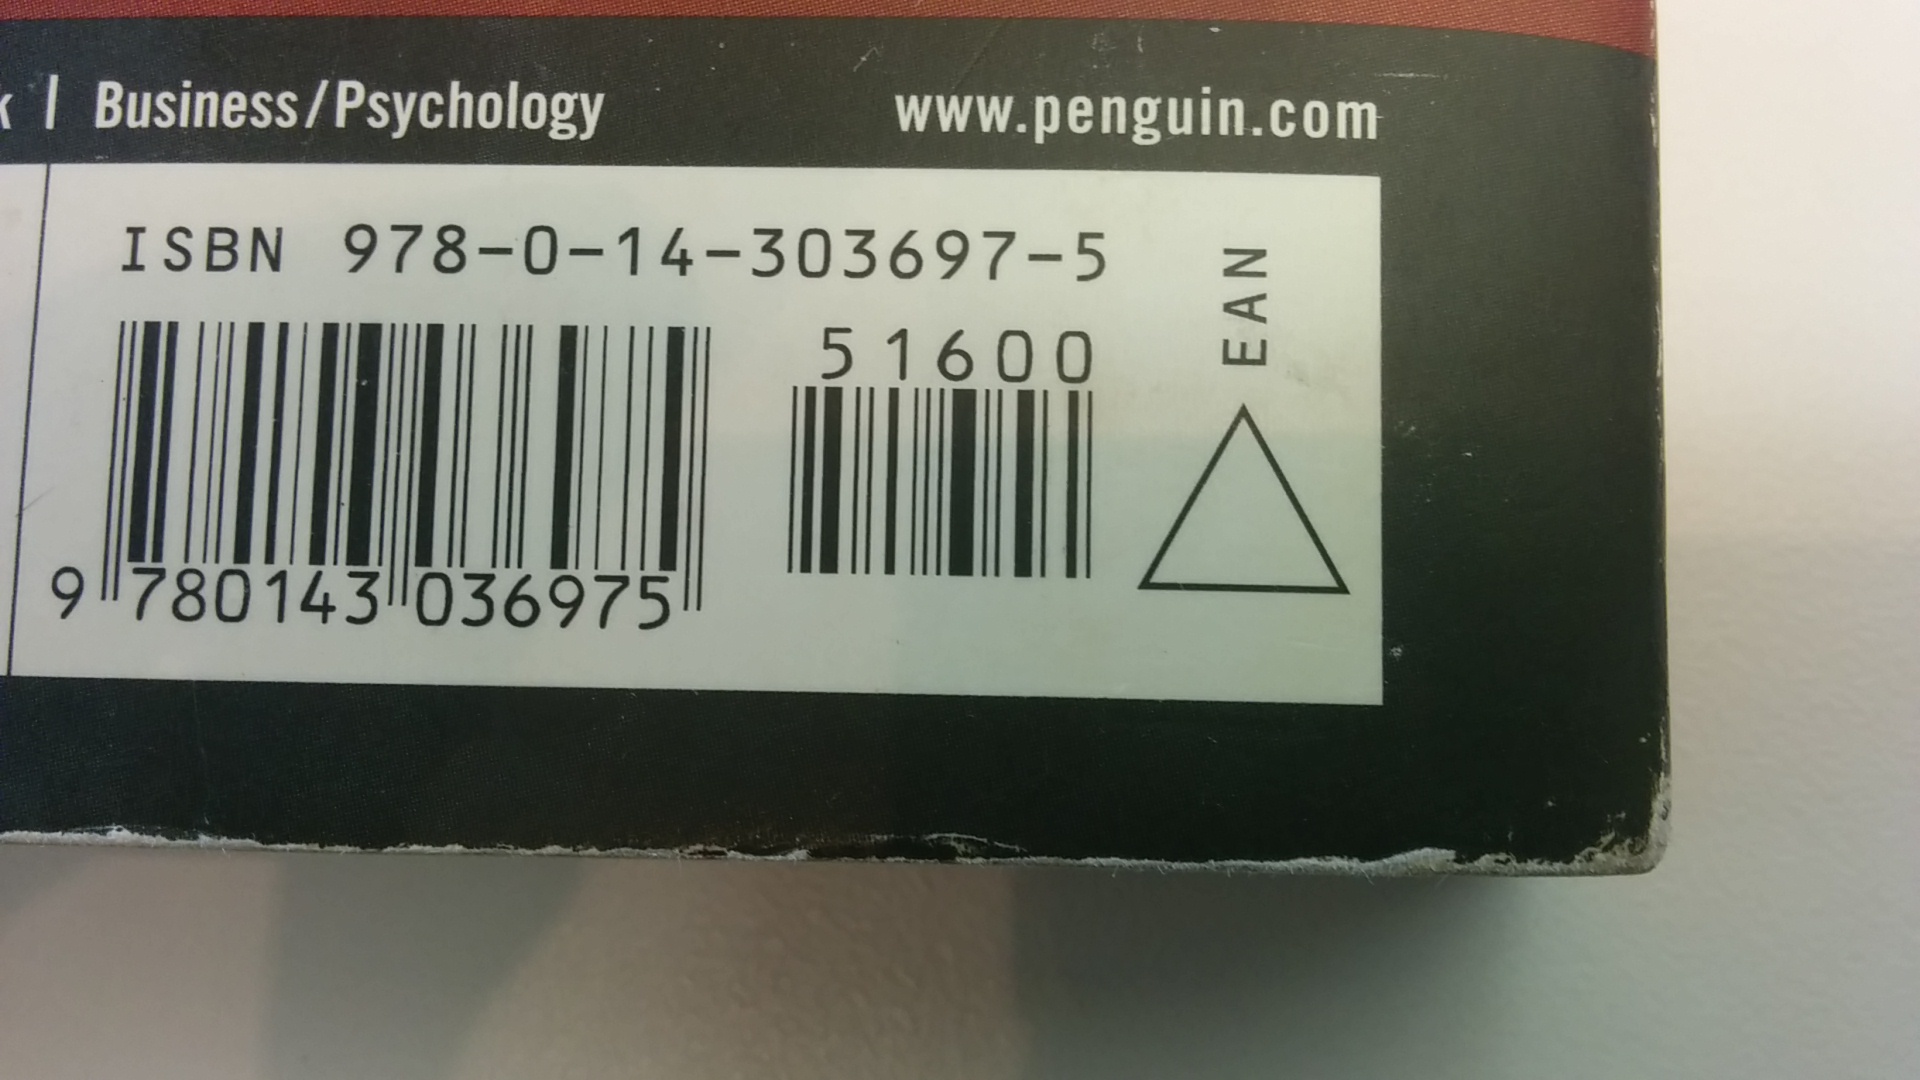 k | Business/Psychology www.penguin.com
ISBN 978-0-14-303697-5
EAN
51600
9 780143 036975